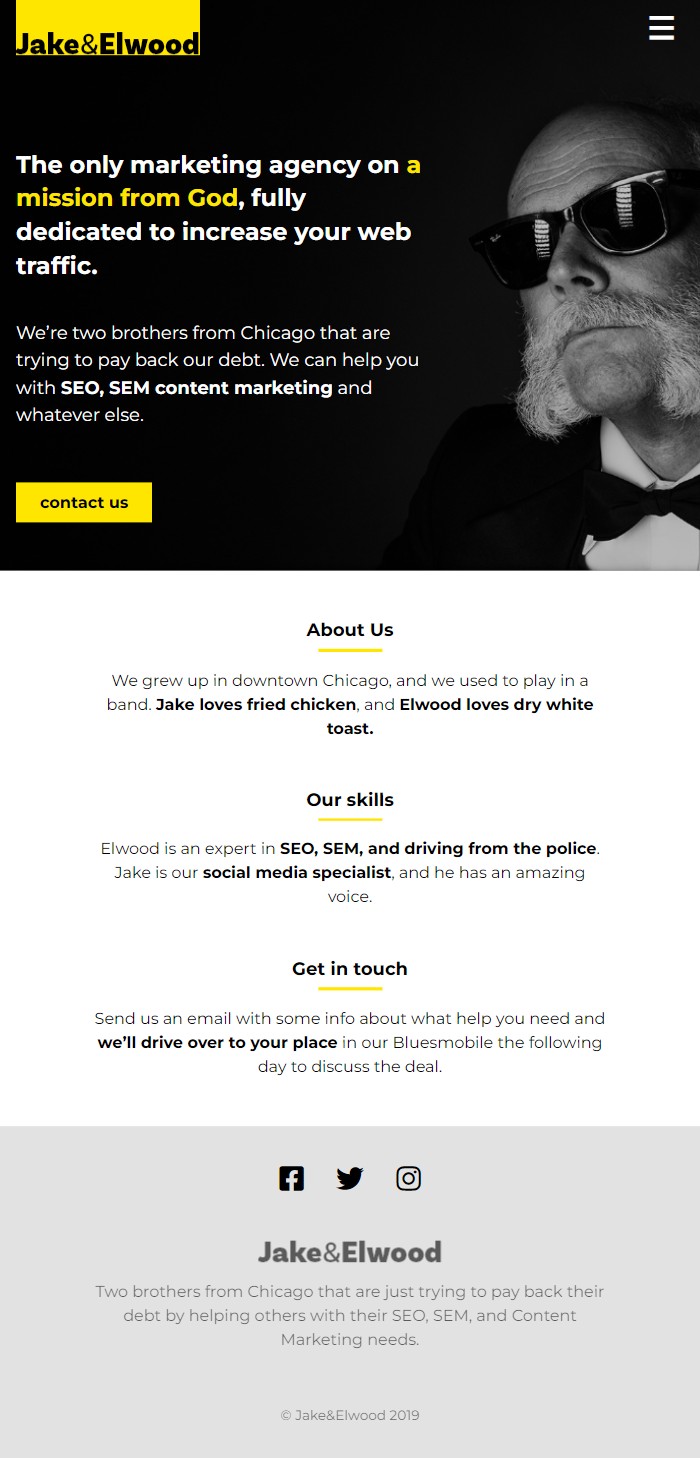 Jake&Elwood
The only marketing agency on a
mission from God, fully
dedicated to increase your web
traffic.
We’re two brothers from Chicago that are
trying to pay back our debt. We can help you
with SEO, SEM content marketing and
whatever else.
contact us
About Us
We grew up in downtown Chicago, and we used to play in a
band. Jake loves fried chicken, and Elwood loves dry white
toast.
Our skills
Elwood is an expert in SEO, SEM, and driving from the police.
Jake is our social media specialist, and he has an amazing
voice.
Get in touch
Send us an email with some info about what help you need and
we’ll drive over to your place in our Bluesmobile the following
day to discuss the deal.
Jake&Elwood
Two brothers from Chicago that are just trying to pay back their
debt by helping others with their SEO, SEM, and Content
Marketing needs.
© Jake&Elwood 2019